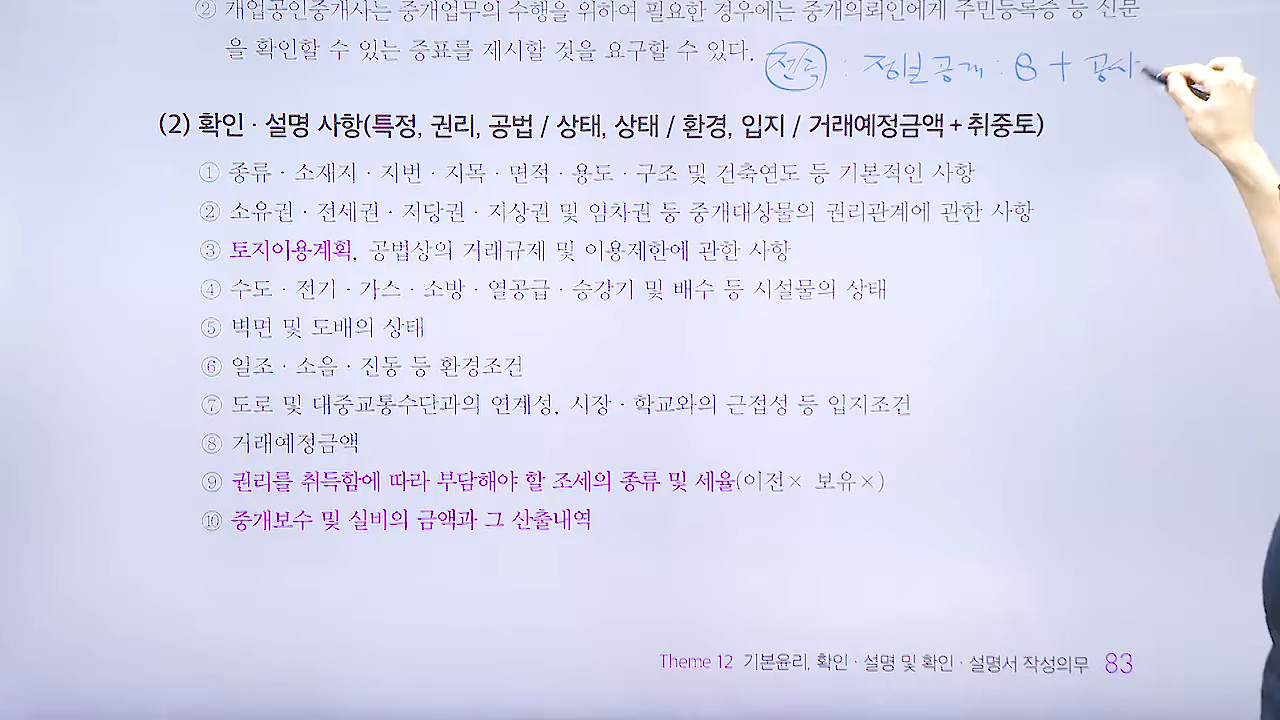 ② 개업공인중개사는 중개업무의 수행을 위하여 필요한 경우에는 중개의뢰인에게 주민등록증 등 신분
을 확인할 수 있는 증표를 제시할 것을 요구할 수 있다.
전속 : 정보공개 : 8 + 공사
(2) 확인 · 설명 사항(특정, 권리, 공법 / 상태, 상태 / 환경, 입지 / 거래예정금액 + 취중토)
① 종류 · 소재지 · 지번 · 지목 · 면적 · 용도 · 구조 및 건축연도 등 기본적인 사항
② 소유권 · 전세권 · 저당권 · 지상권 및 임차권 등 중개대상물의 권리관계에 관한 사항
③ 토지이용계획, 공법상의 거래규제 및 이용제한에 관한 사항
④ 수도 · 전기 · 가스 · 소방 · 열공급 · 승강기 및 배수 등 시설물의 상태
⑤ 벽면 및 도배의 상태
⑥ 일조 · 소음 · 진동 등 환경조건
⑦ 도로 및 대중교통수단과의 연계성, 시장 · 학교와의 근접성 등 입지조건
⑧ 거래예정금액
⑨ 권리를 취득함에 따라 부담해야 할 조세의 종류 및 세율(이전× 보유×)
⑩ 중개보수 및 실비의 금액과 그 산출내역
Theme 12 기본윤리, 확인 · 설명 및 확인 · 설명서 작성의무 83